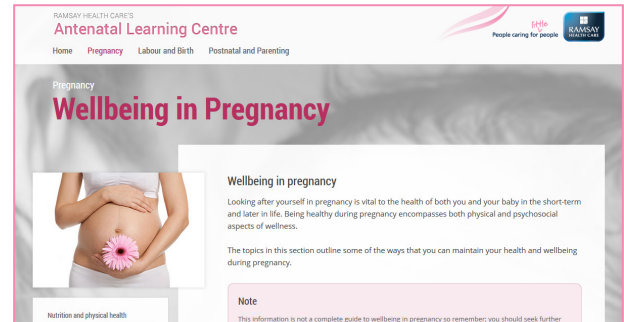 RAMSAY HEALTH CARE'S
Antenatal Learning Centre
little
People caring for people
RAMSAY
HEALTH CARE
Home Pregnancy Labour and Birth Postnatal and Parenting
Pregnancy
Wellbeing in Pregnancy
Wellbeing in pregnancy
Looking after yourself in pregnancy is vital to the health of both you and your baby in the short-term
and later in life. Being healthy during pregnancy encompasses both physical and psychosocial
aspects of wellness.
The topics in this section outline some of the ways that you can maintain your health and wellbeing
during pregnancy.
Note
This information is not a complete guide to wellbeing in pregnancy so remember; you should seek further
Nutrition and physical health